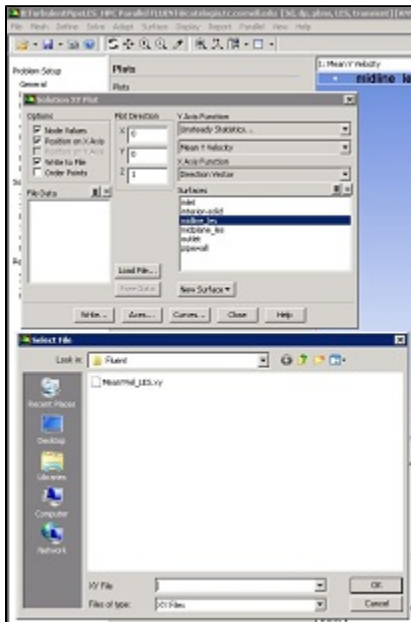 File Mesh Define Solve Adapt Surface Display Report Parallel View Help
Problem Setup
General
Plots
Plots
1: Mean Y Velocity
midline_les
Solution XY Plot
Options
Node Values
Position on X Axis
Position on Y Axis
Write to File
Order Points
File Data
Plot Direction
X 0
Y 0
Z 1
Y Axis Function
Unsteady Statistics...
Mean Y Velocity
X Axis Function
Direction Vector
Surfaces
inlet
interior-solid
midline_les
midplane_les
outlet
pipewall
Load File...
Free Data
New Surface
Write... Axes... Curves... Close Help
Select File
Look in: Fluent
Recent Places
Desktop
Libraries
Computer
Network
XY File
OK
Files of type: XY Files
Cancel